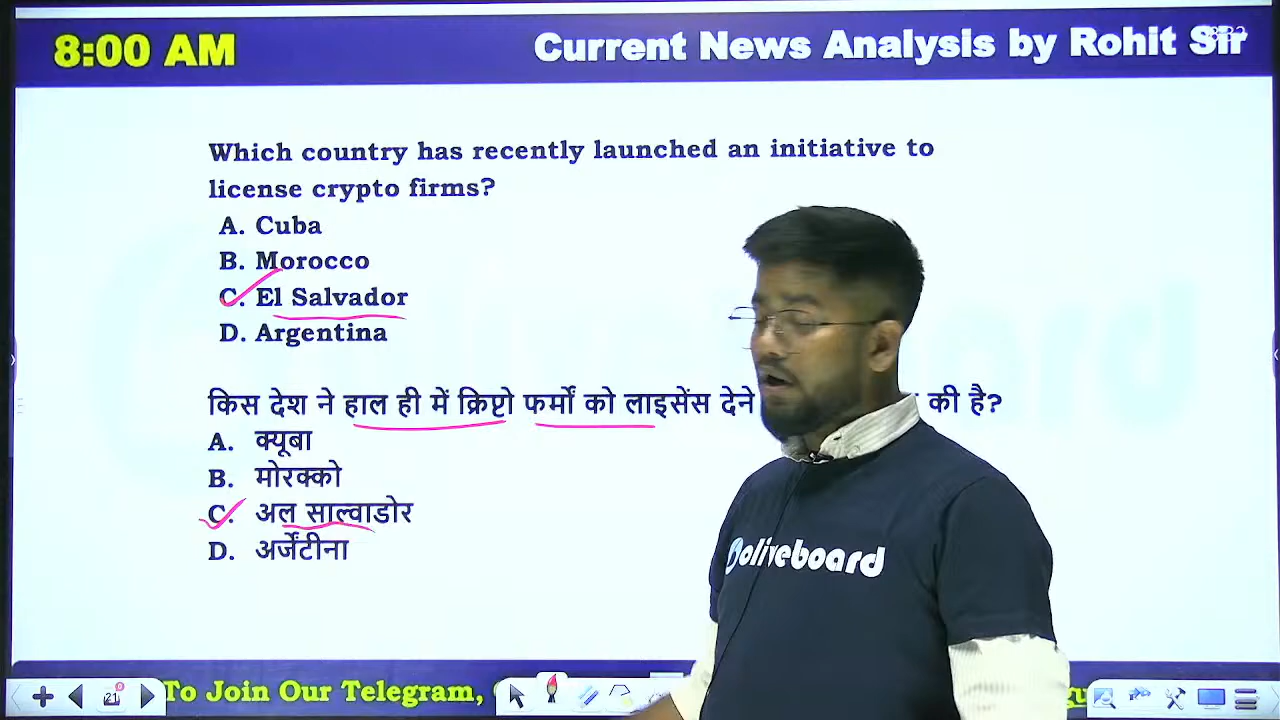 8:00 AM
Current News Analysis by Rohit Sir
Which country has recently launched an initiative to
license crypto firms?
A. Cuba
B. Morocco
C. El Salvador
D. Argentina
किस देश ने हाल ही में क्रिप्टो फर्मों को लाइसेंस देने की है?
A. क्यूबा
B. मोरक्को
C. अल साल्वाडोर
D. अर्जेंटीना
oliveboard
21
To Join Our Telegram,